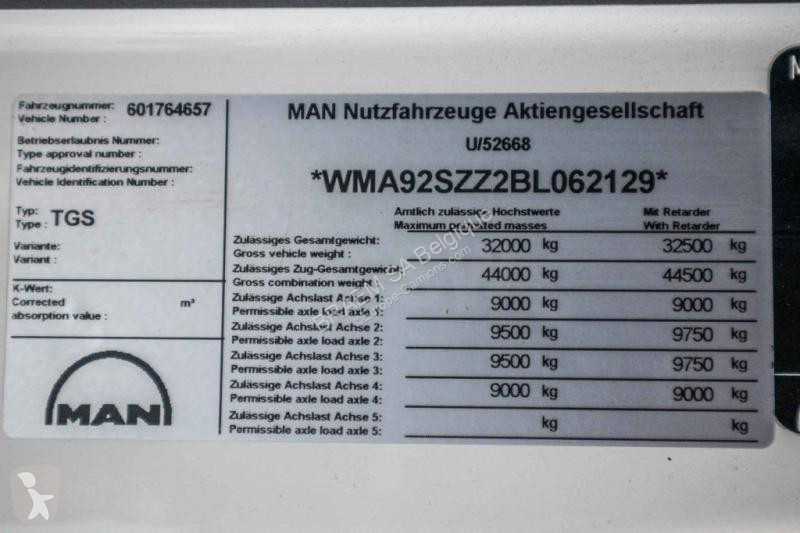 Fahrzeugnummer: 601764657
Vehicle Number :
Betriebserlaubnis Nummer:
Type approval number :
Fahrzeugidentifizierungsnummer:
Vehicle Identification Number :
Typ:
Type : TGS
Variante:
Variant :
K-Wert:
Corrected m³
absorption value :
MAN
MAN Nutzfahrzeuge Aktiengesellschaft
U/52668
*WMA92SZZ2BL062129*
Amtlich zulässige Höchstwerte Mit Retarder
Maximum permitted masses With Retarder
Zulässiges Gesamtgewicht: 32000 kg 32500 kg
Gross vehicle weight :
Zulässiges Zug-Gesamtgewicht: 44000 kg 44500 kg
Gross combination weight :
Zulässige Achslast Achse 1: 9000 kg 9000 kg
Permissible axle load axle 1:
Zulässige Achslast Achse 2: 9500 kg 9750 kg
Permissible axle load axle 2:
Zulässige Achslast Achse 3: 9500 kg 9750 kg
Permissible axle load axle 3:
Zulässige Achslast Achse 4: 9000 kg 9000 kg
Permissible axle load axle 4:
Zulässige Achslast Achse 5: kg kg
Permissible axle load axle 5:
SA Belgique